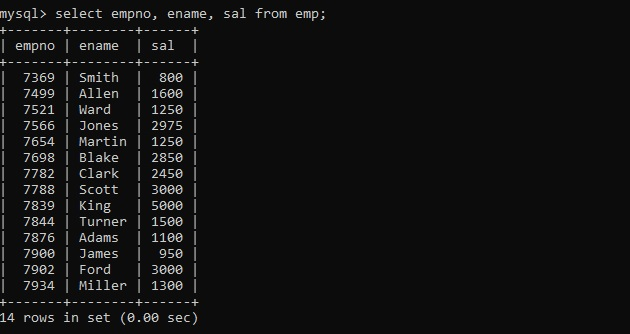 mysql> select empno, ename, sal from emp;
+-------+--------+------+
| empno | ename  | sal  |
+-------+--------+------+
|  7369 | Smith  |  800 |
|  7499 | Allen  | 1600 |
|  7521 | Ward   | 1250 |
|  7566 | Jones  | 2975 |
|  7654 | Martin | 1250 |
|  7698 | Blake  | 2850 |
|  7782 | Clark  | 2450 |
|  7788 | Scott  | 3000 |
|  7839 | King   | 5000 |
|  7844 | Turner | 1500 |
|  7876 | Adams  | 1100 |
|  7900 | James  |  950 |
|  7902 | Ford   | 3000 |
|  7934 | Miller | 1300 |
+-------+--------+------+
14 rows in set (0.00 sec)